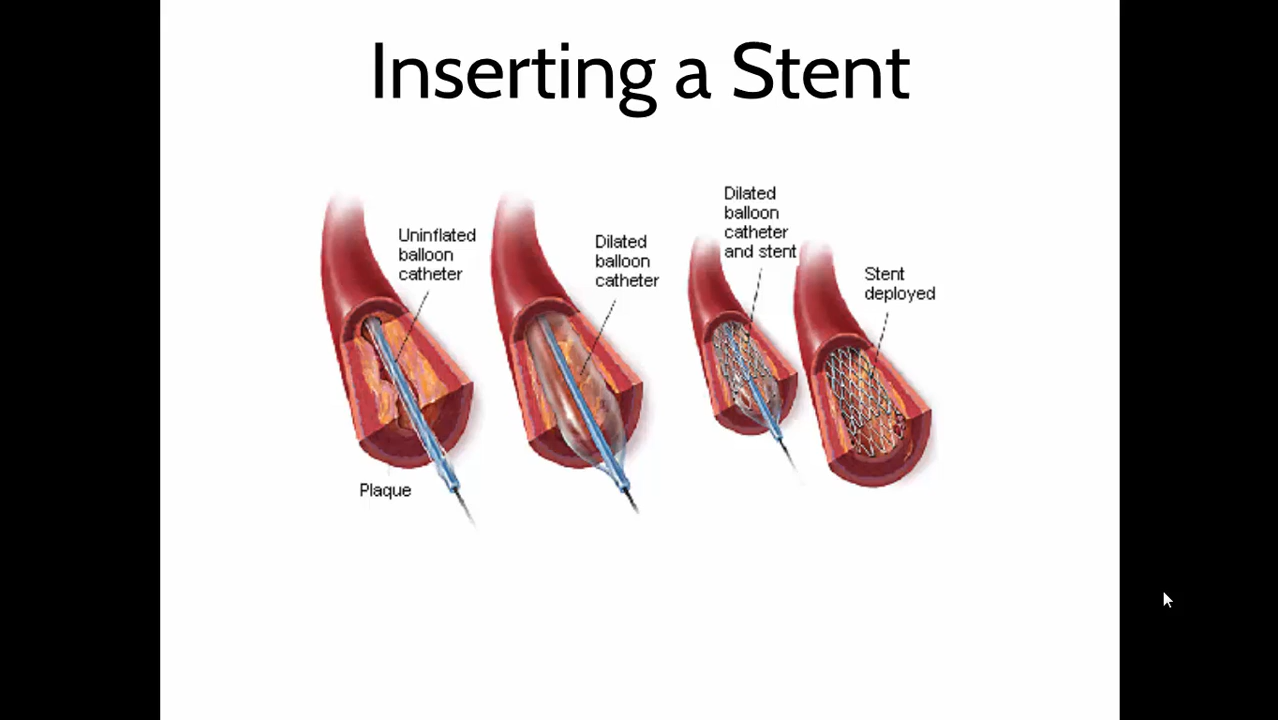 Inserting a Stent
Uninflated
balloon
catheter
Plaque
Dilated
balloon
catheter
Dilated
balloon
catheter
and stent
Stent
deployed